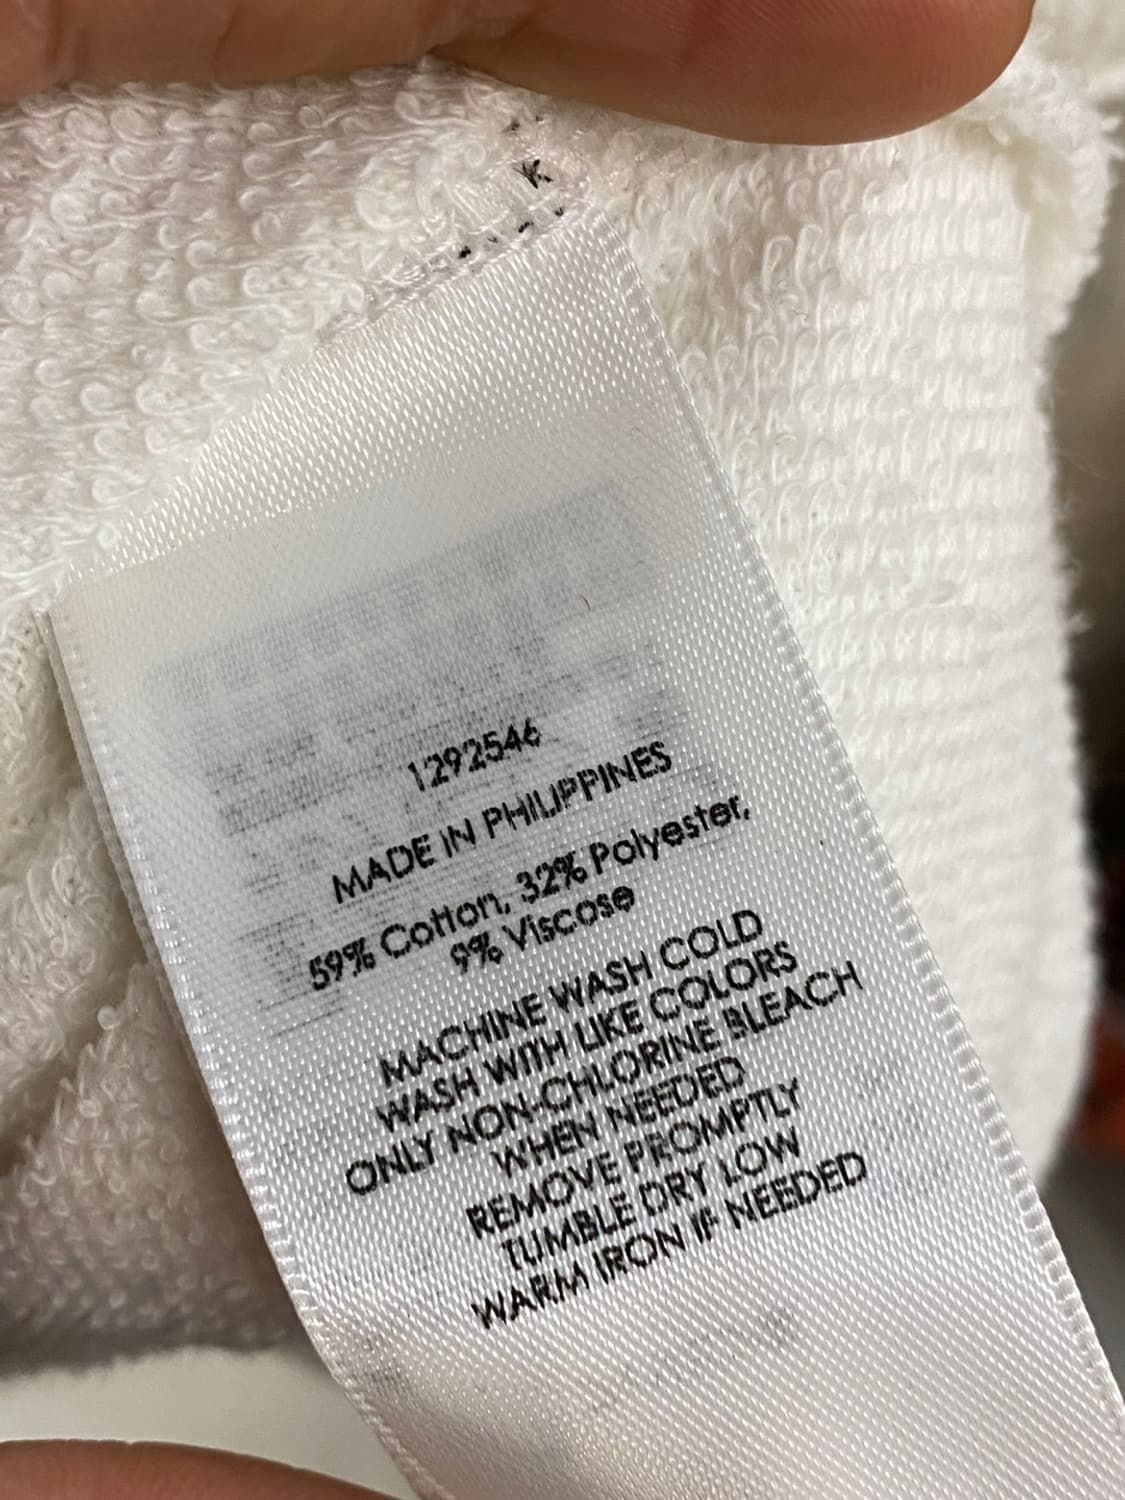 1292546
MADE IN PHILIPPINES
59% Cotton, 32% Polyester,
9% Viscose
MACHINE WASH COLD
WASH WITH LIKE COLORS
ONLY NON-CHLORINE BLEACH
WHEN NEEDED
REMOVE PROMPTLY
TUMBLE DRY LOW
WARM IRON IF NEEDED